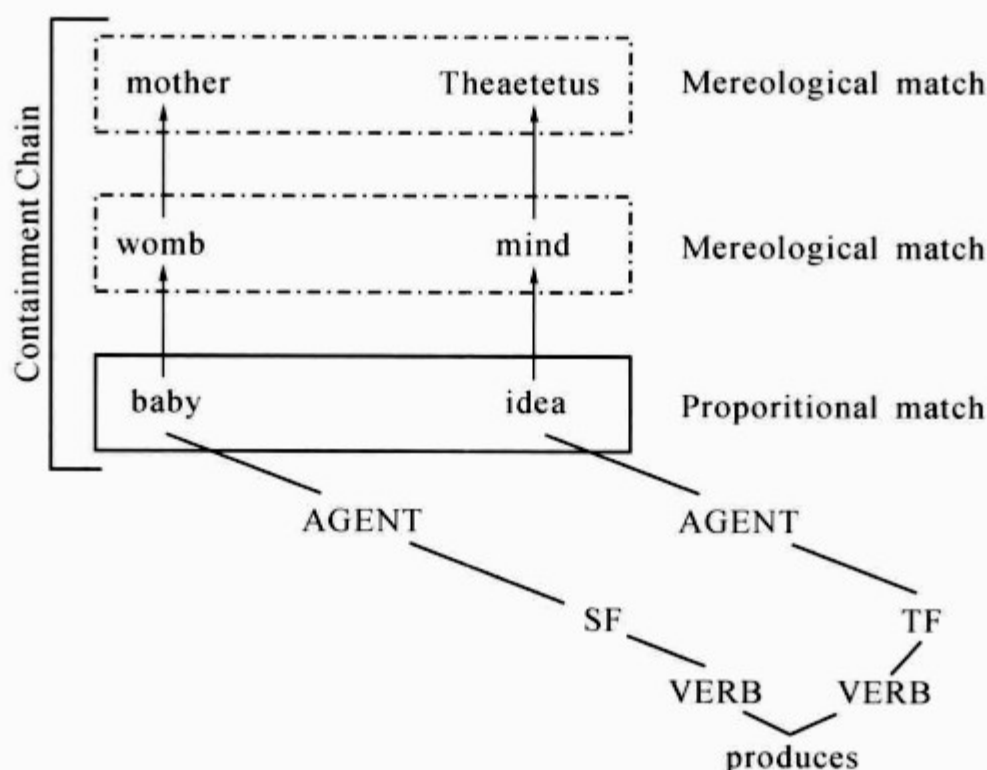 Containment Chain
mother Theaetetus Mereological match
womb mind Mereological match
baby idea Proporitional match
AGENT AGENT
SF TF
VERB VERB
produces